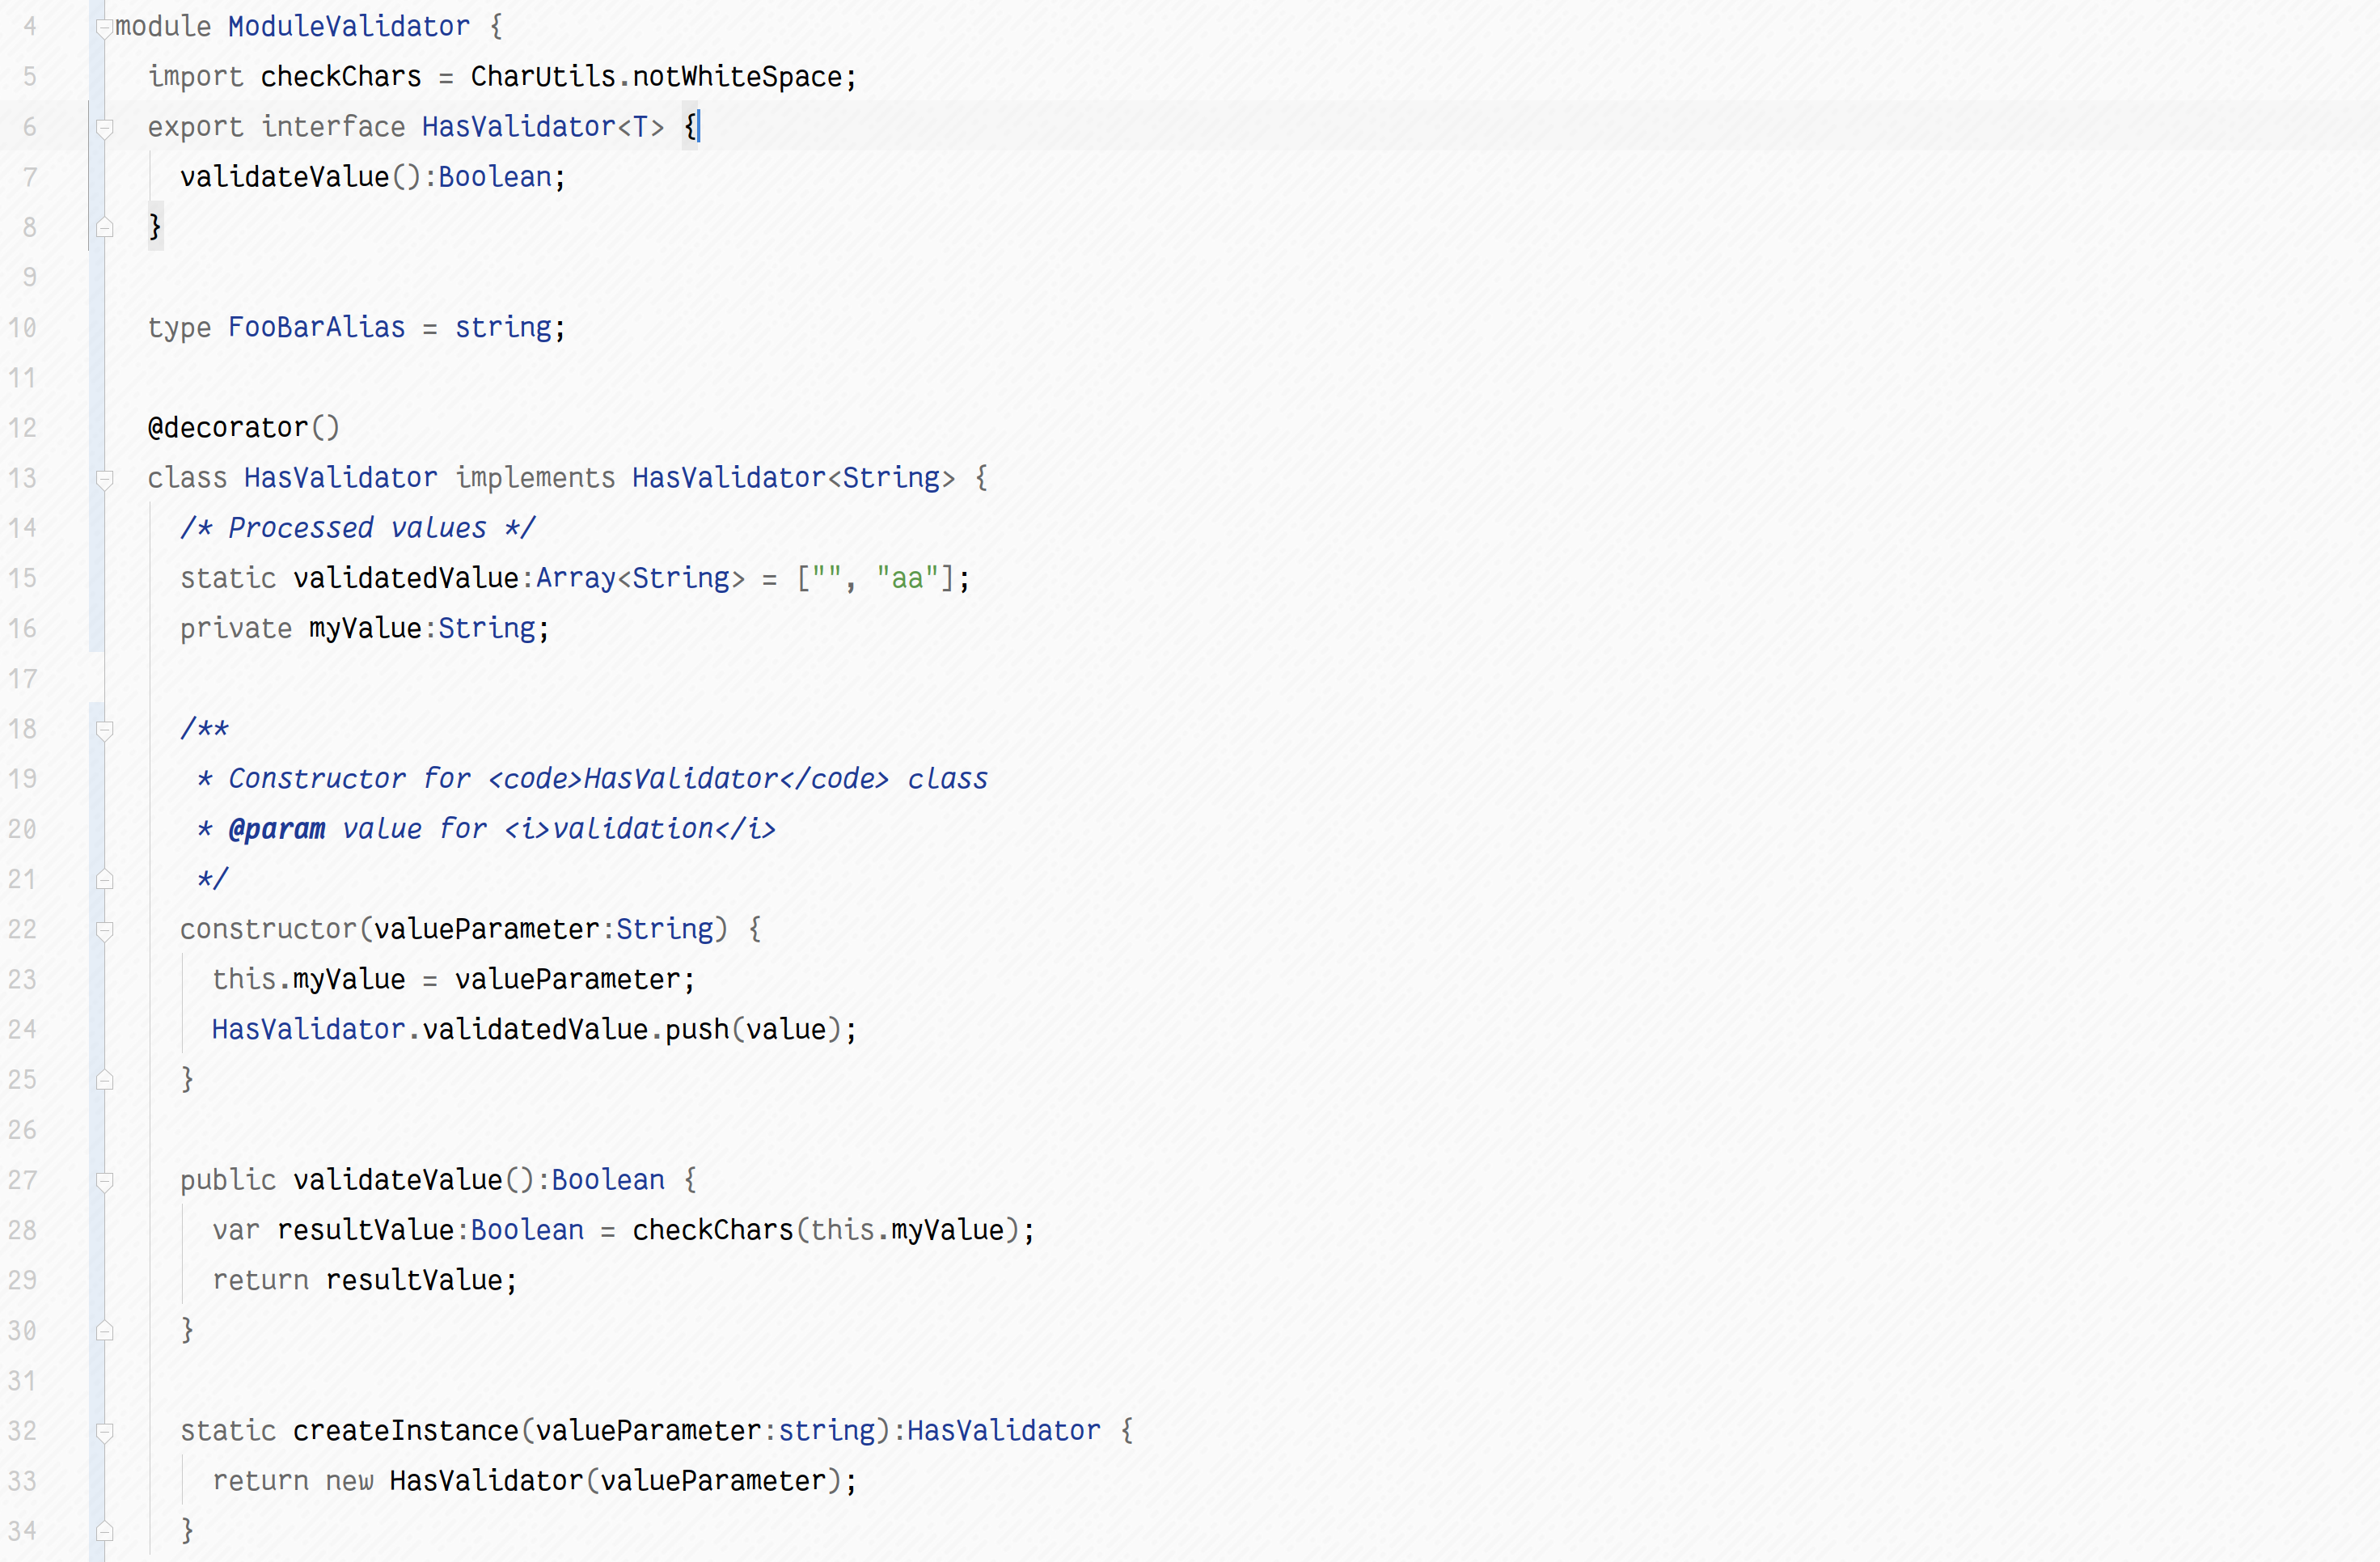 4 module ModuleValidator {
5 import checkChars = CharUtils.notWhiteSpace;
6 export interface HasValidator<T> {
7 validateValue():Boolean;
8 }
9
10 type FooBarAlias = string;
11
12 @decorator()
13 class HasValidator implements HasValidator<String> {
14 /* Processed values */
15 static validatedValue:Array<String> = ["", "aa"];
16 private myValue:String;
17
18 /**
19 * Constructor for <code>HasValidator</code> class
20 * @param value for <i>validation</i>
21 */
22 constructor(valueParameter:String) {
23 this.myValue = valueParameter;
24 HasValidator.validatedValue.push(value);
25 }
26
27 public validateValue():Boolean {
28 var resultValue:Boolean = checkChars(this.myValue);
29 return resultValue;
30 }
31
32 static createInstance(valueParameter:string):HasValidator {
33 return new HasValidator(valueParameter);
34 }